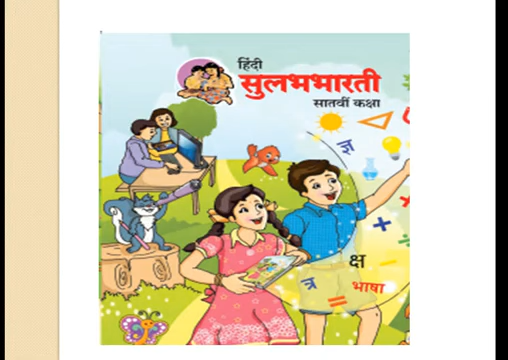 हिंदी
सुलभभारती
सातवीं कक्षा
ज्ञ
क्ष
त्र
भाषा